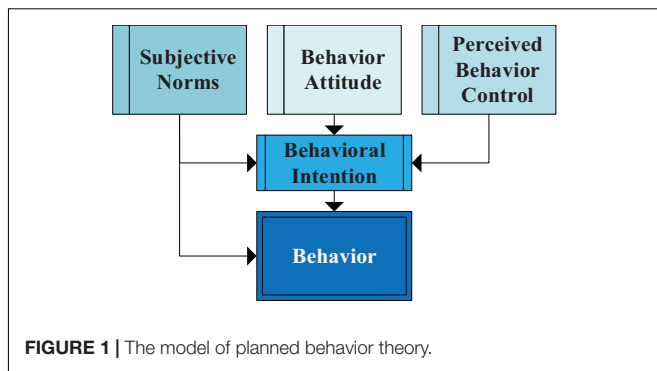 Subjective
Norms
Behavior
Attitude
Perceived
Behavior
Control
Behavioral
Intention
Behavior
FIGURE 1 | The model of planned behavior theory.